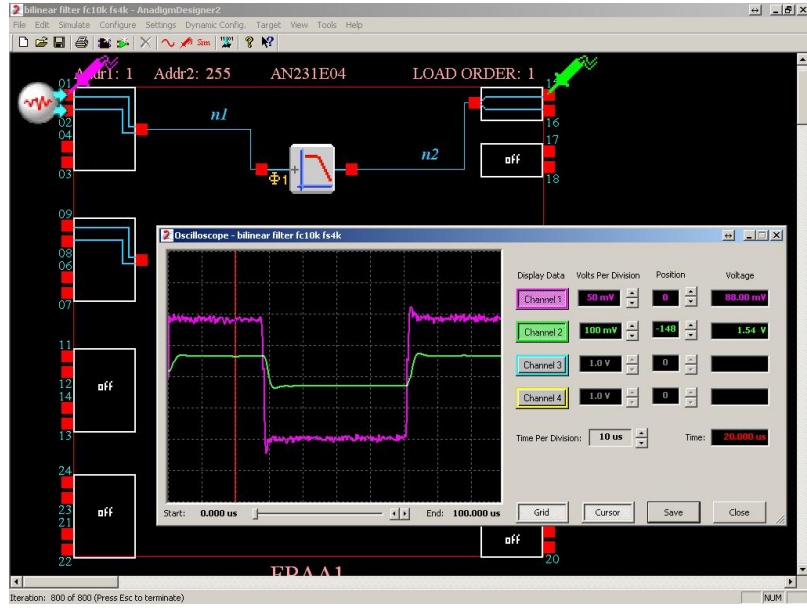 bilinear filter fc10k fs4k - AnadigmDesigner2
File Edit Simulate Configure Settings Dynamic Config. Target View Tools Help
Sim
Addr1: 1 Addr2: 255 AN231E04 LOAD ORDER: 1
01
02
04
03
n1
Φ1
n2
15
16
17
off
18
09
08
06
07
11
12
14
off
13
24
23
21
off
22
Oscilloscope - bilinear filter fc10k fs4k
Display Data Volts Per Division Position Voltage
Channel 1 50 mV 0 88.00 mV
Channel 2 100 mV -148 1.54 V
Channel 3 1.0 V 0
Channel 4 1.0 V 0
Time Per Division: 10 us Time: 20.000 us
Start: 0.000 us End: 100.000 us Grid Cursor Save Close
off
20
FPAA1
Iteration: 800 of 800 (Press Esc to terminate) NUM